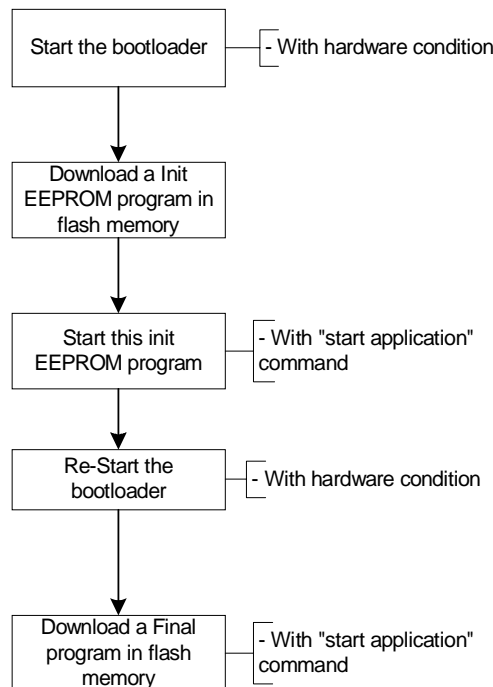 Start the bootloader
- With hardware condition
Download a Init
EEPROM program in
flash memory
Start this init
EEPROM program
- With "start application"
command
Re-Start the
bootloader
- With hardware condition
Download a Final
program in flash
memory
- With "start application"
command